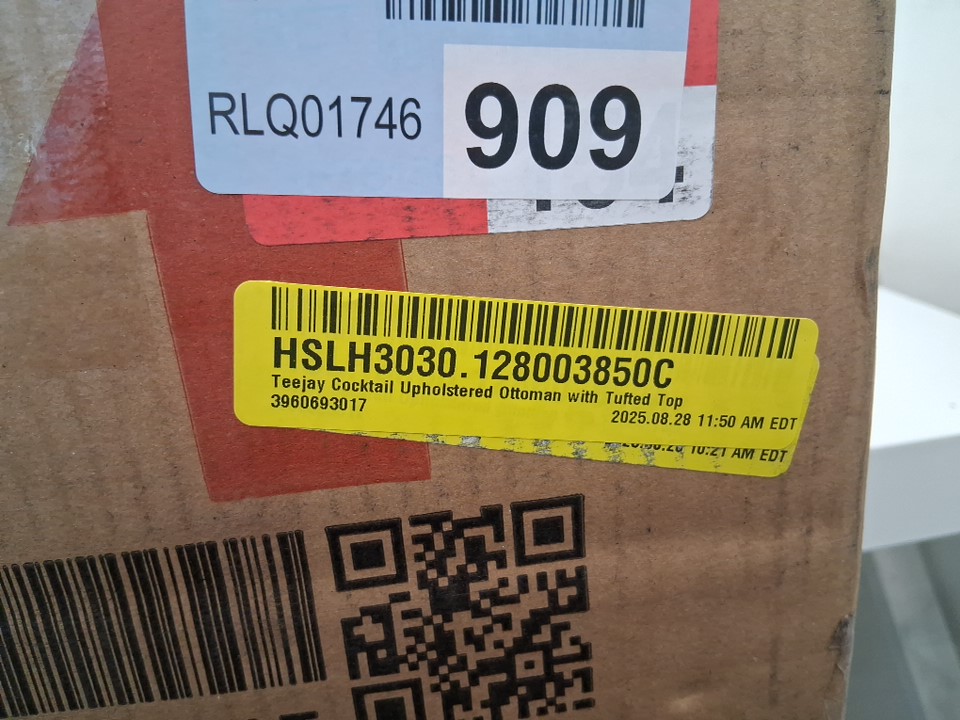 RLQ01746
909
HSLH3030.128003850C
Teejay Cocktail Upholstered Ottoman with Tufted Top
3960693017
2025.08.28 11:50 AM EDT
10:21 AM EDT